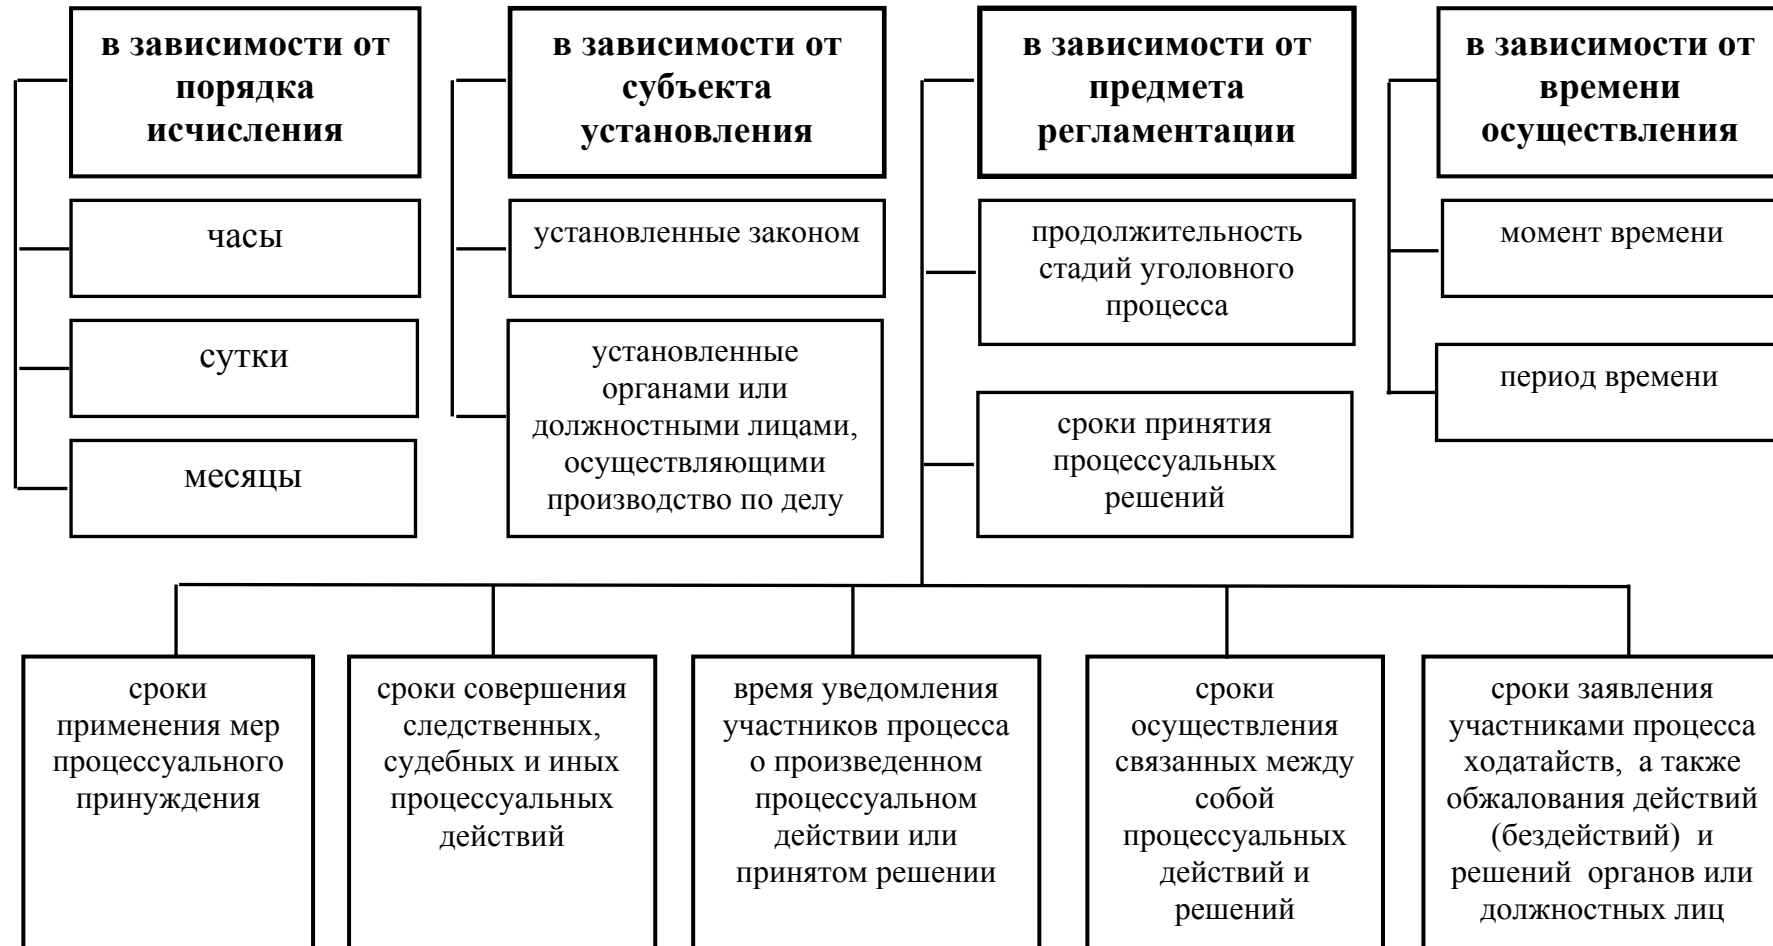 в зависимости от
порядка
исчисления
часы
сутки
месяцы
в зависимости от
субъекта
установления
установленные законом
установленные
органами или
должностными лицами,
осуществляющими
производство по делу
в зависимости от
предмета
регламентации
продолжительность
стадий уголовного
процесса
сроки принятия
процессуальных
решений
в зависимости от
времени
осуществления
момент времени
период времени
сроки
применения мер
процессуального
принуждения
сроки совершения
следственных,
судебных и иных
процессуальных
действий
время уведомления
участников процесса
о произведенном
процессуальном
действии или
принятом решении
сроки
осуществления
связанных между
собой
процессуальных
действий и
решений
сроки заявления
участниками процесса
ходатайств, а также
обжалования действий
(бездействий) и
решений органов или
должностных лиц